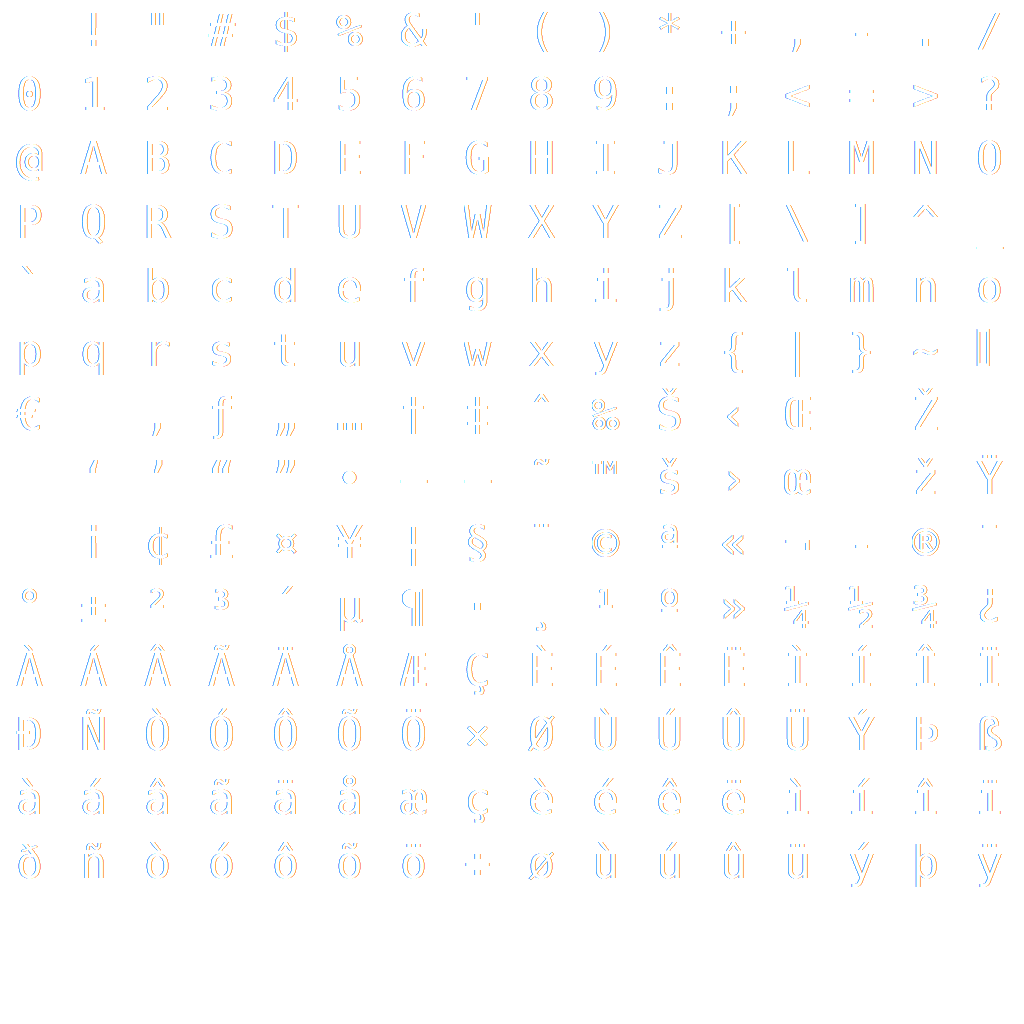 ! " # $ % & ' ( ) * + , - . /
0 1 2 3 4 5 6 7 8 9 : ; < = > ?
@ A B C D E F G H I J K L M N O
P Q R S T U V W X Y Z [ \ ] ^ _
` a b c d e f g h i j k l m n o
p q r s t u v w x y z { | } ~
€ ‚ ƒ „ … † ‡ ˆ ‰ Š ‹ Œ Ž
‘ ’ “ ” • – — ˜ ™ š › œ ž Ÿ
¡ ¢ £ ¤ ¥ ¦ § ¨ © ª « ¬ - ® ¯
° ± ² ³ ´ µ ¶ · ¸ ¹ º » ¼ ½ ¾ ¿
À Á Â Ã Ä Å Æ Ç È É Ê Ë Ì Í Î Ï
Ð Ñ Ò Ó Ô Õ Ö × Ø Ù Ú Û Ü Ý Þ ß
à á â ã ä å æ ç è é ê ë ì í î ï
ð ñ ò ó ô õ ö ÷ ø ù ú û ü ý þ ÿ